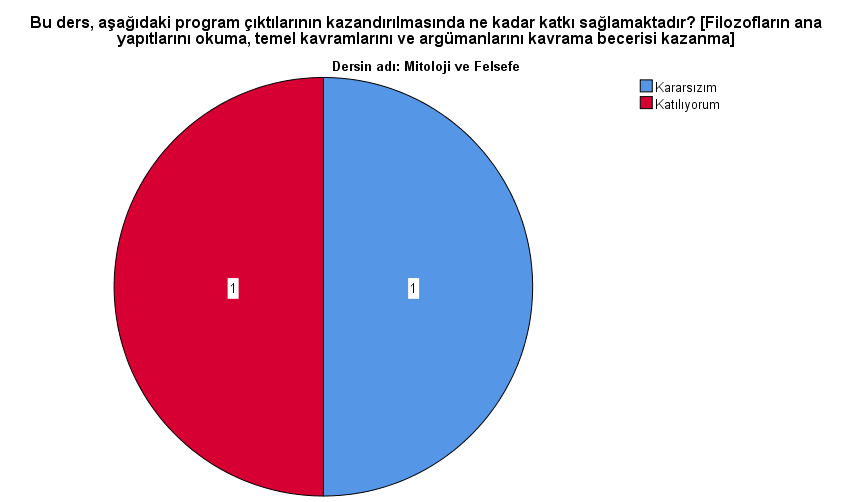 Bu ders, aşağıdaki program çıktılarının kazandırılmasında ne kadar katkı sağlamaktadır? [Filozofların ana
yapıtlarını okuma, temel kavramlarını ve argümanlarını kavrama becerisi kazanma]
Dersin adı: Mitoloji ve Felsefe
Kararsızım
Katılıyorum
1
1